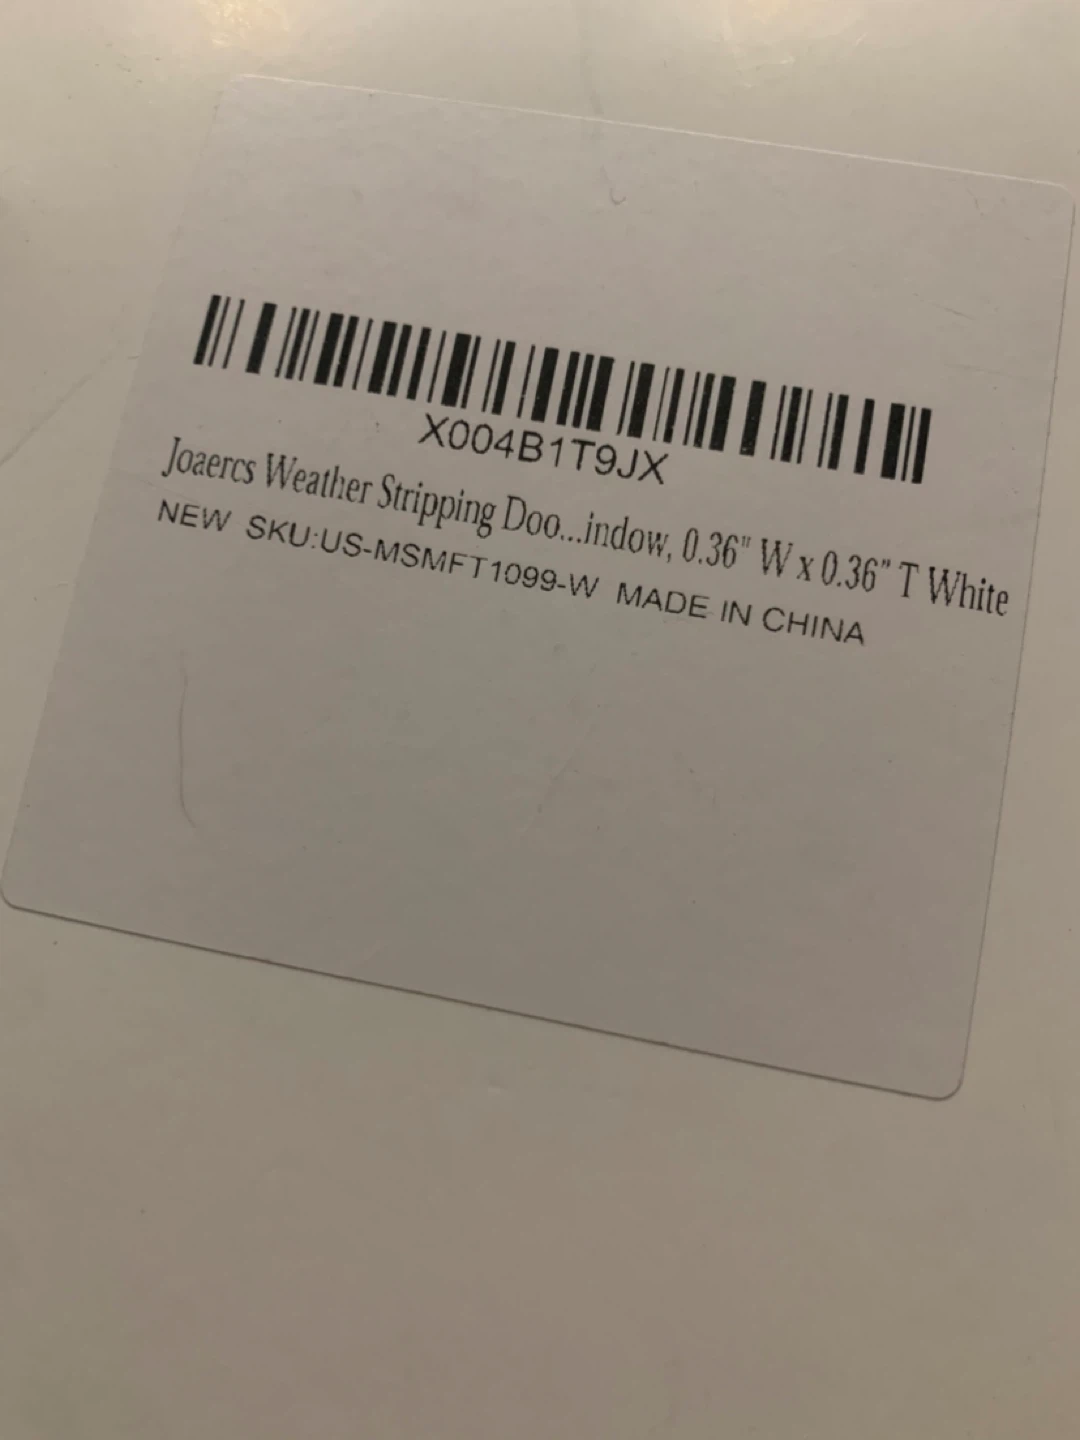 X004B1T9JX
Joaercs Weather Stripping Doo...indow, 0.36" W x 0.36" T White
NEW SKU:US-MSMFT1099-W MADE IN CHINA